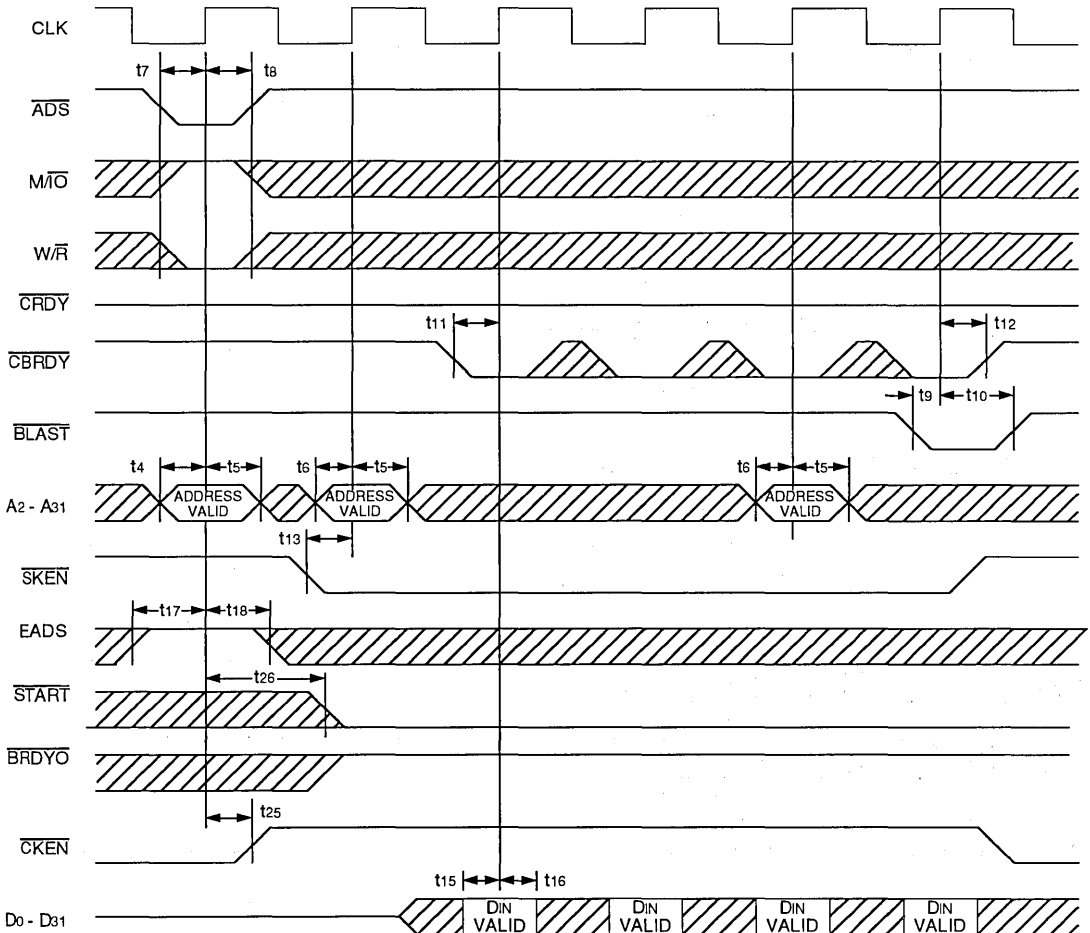 CLK
t7 t8
ADS
M/IO
W/R
CRDY
t11 t12
CBRDY
t9 t10
BLAST
t4 t5 t6 t5 t6 t5
A2 - A31 ADDRESS VALID ADDRESS VALID ADDRESS VALID
t13
SKEN
t17 t18
EADS
t26
START
BRDYO
t25
CKEN
t15 t16
D0 - D31 DIN VALID DIN VALID DIN VALID DIN VALID